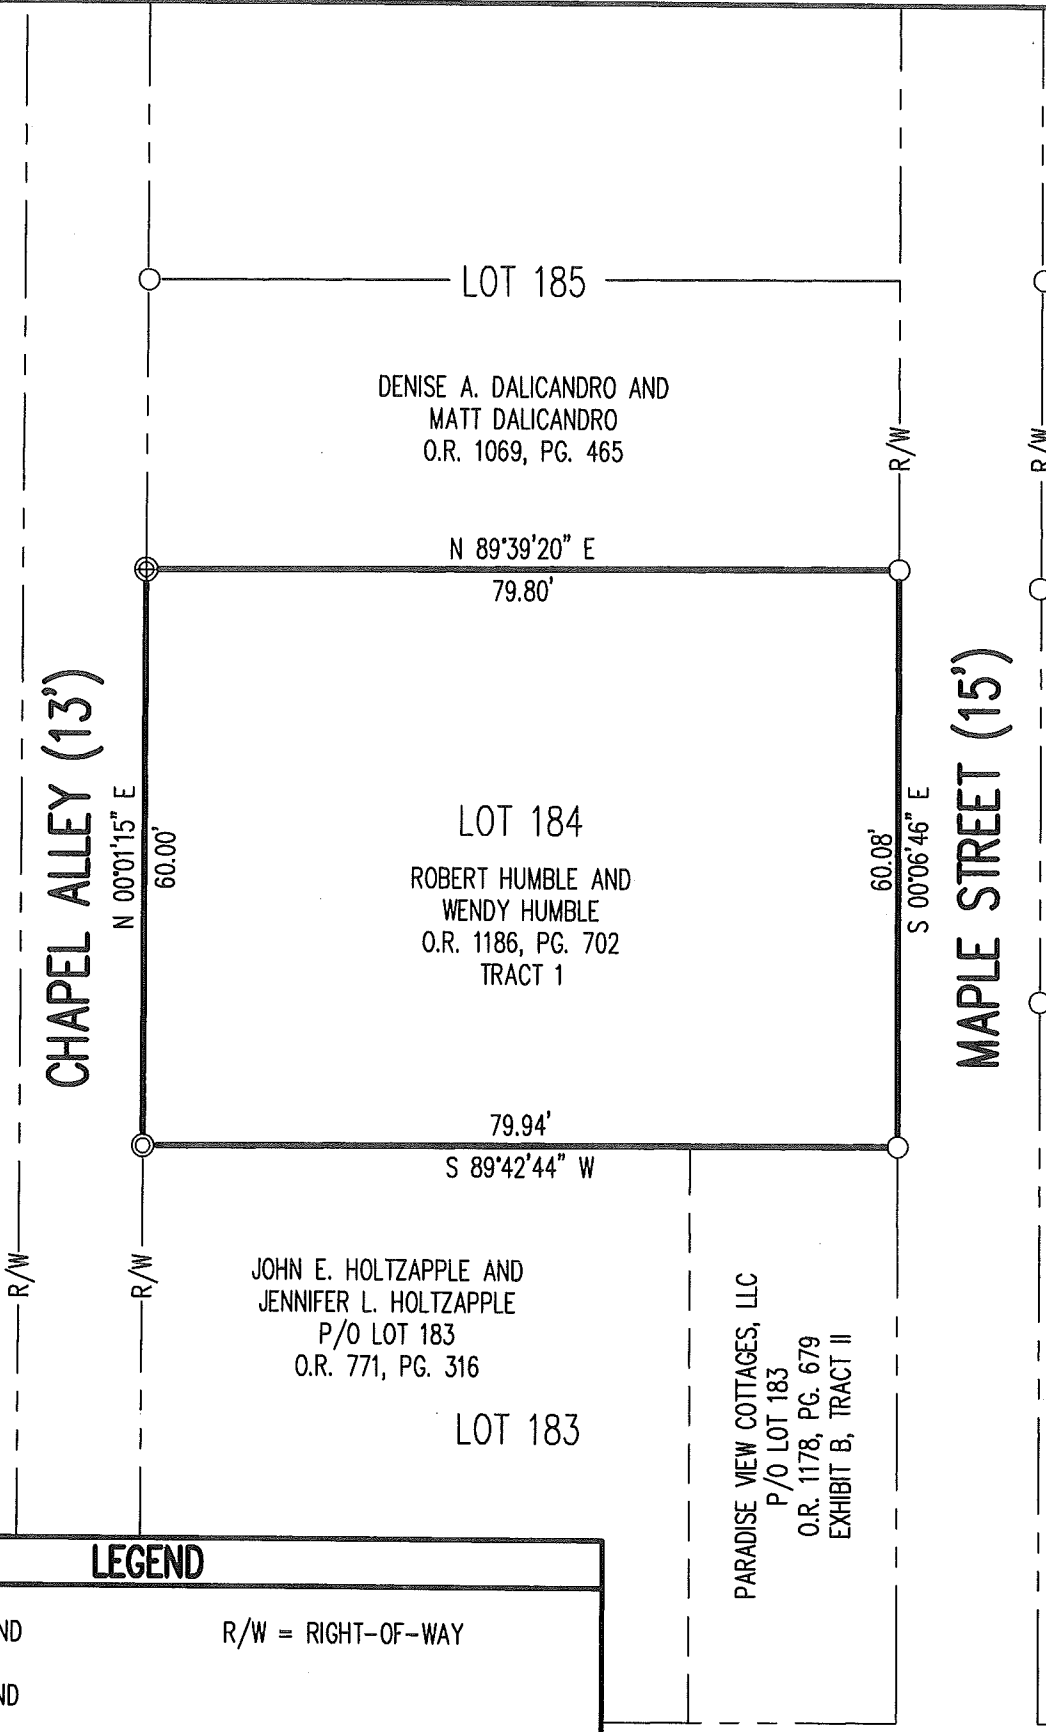 LOT 185
DENISE A. DALICANDRO AND
MATT DALICANDRO
O.R. 1069, PG. 465
R/W
R/W
N 89°39'20" E
79.80'
CHAPEL ALLEY (13')
N 00°01'15" E
60.00'
LOT 184
ROBERT HUMBLE AND
WENDY HUMBLE
O.R. 1186, PG. 702
TRACT 1
60.08'
S 00°06'46" E
MAPLE STREET (15')
79.94'
S 89°42'44" W
R/W
R/W
JOHN E. HOLTZAPPLE AND
JENNIFER L. HOLTZAPPLE
P/O LOT 183
O.R. 771, PG. 316
LOT 183
PARADISE VIEW COTTAGES, LLC
P/O LOT 183
O.R. 1178, PG. 679
EXHIBIT B, TRACT II
LEGEND
ND
R/W = RIGHT-OF-WAY
ND